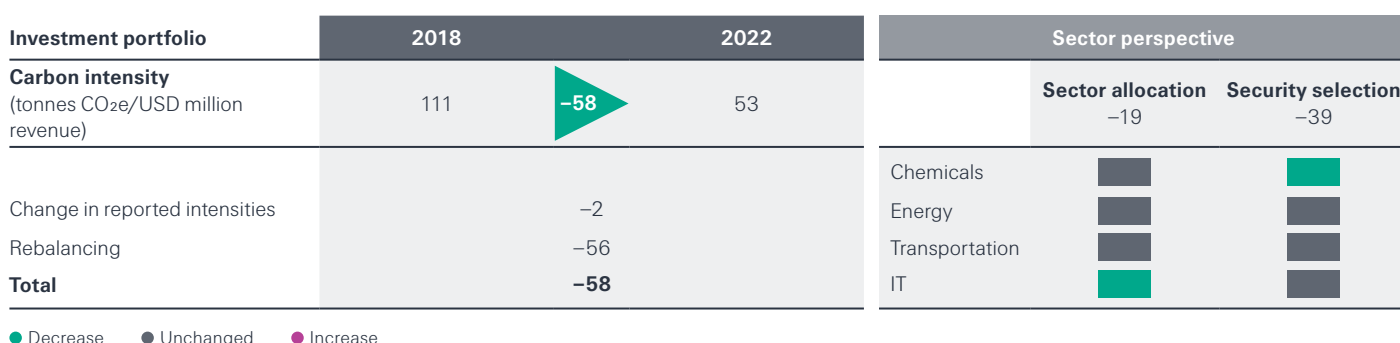 Investment portfolio 2018 2022 Sector perspective
Carbon intensity
(tonnes CO₂e/USD million
revenue)
111 –58 53
Sector allocation Security selection
–19 –39
Chemicals
Change in reported intensities –2
Energy
Rebalancing –56
Transportation
Total –58
IT
Decrease Unchanged Increase